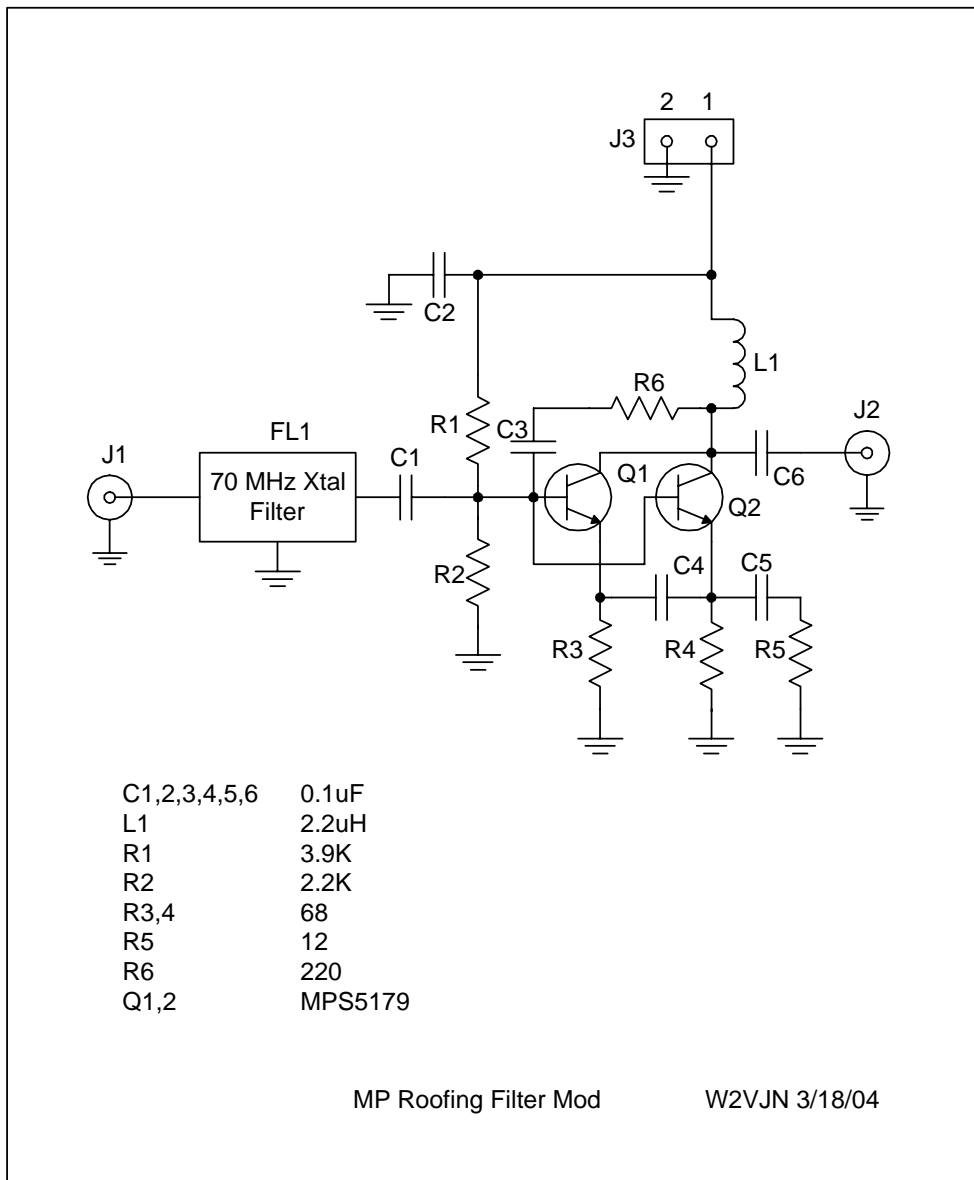 2 1
J3
C2
L1
R6
R1
C3
J2
FL1
J1
C1
Q1
70 MHz Xtal
Filter
C6
Q2
R2
C4
C5
R3
R4
R5
C1,2,3,4,5,6 0.1uF
L1 2.2uH
R1 3.9K
R2 2.2K
R3,4 68
R5 12
R6 220
Q1,2 MPS5179
MP Roofing Filter Mod W2VJN 3/18/04